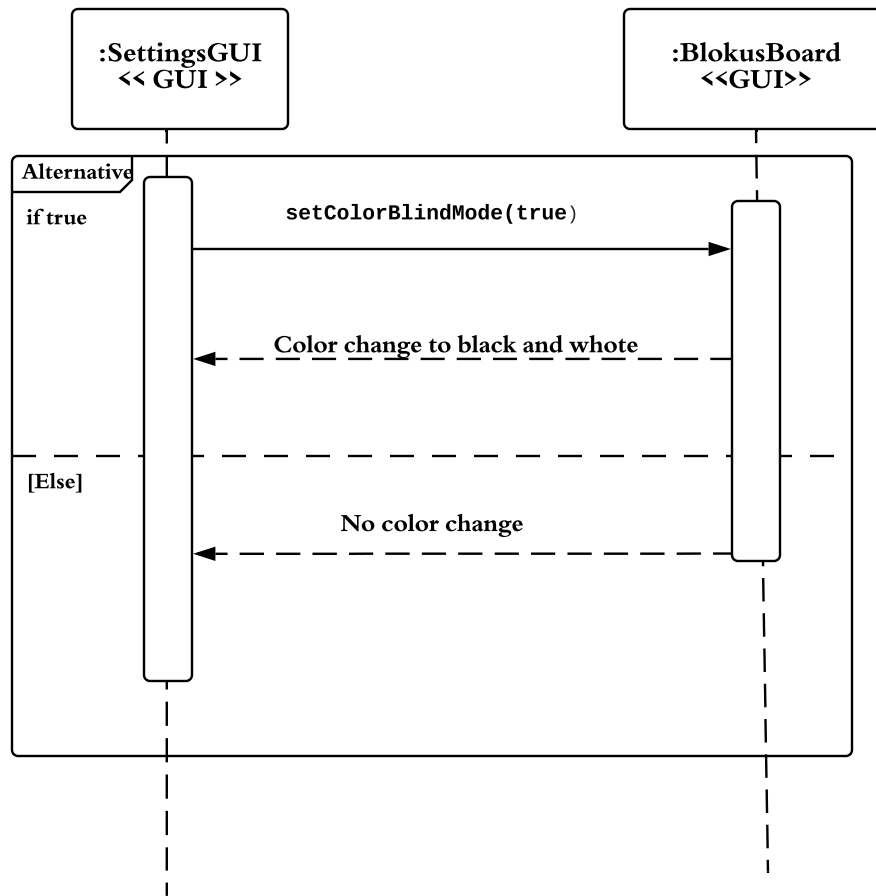 :SettingsGUI
<< GUI >>
:BlokusBoard
<<GUI>>
Alternative
if true
setColorBlindMode(true)
Color change to black and whote
[Else]
No color change